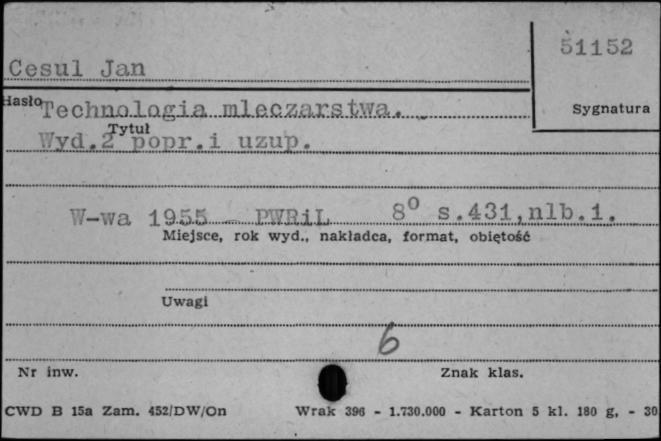 51152
Cesul Jan
Hasło Technologia mleczarstwa.
Sygnatura
Tytuł
Wyd.2 popr.i uzup.
W-wa 1955 - PWRiL 8° s.431,nlb.1.
Miejsce, rok wyd., nakładca, format, objętość
Uwagi
6
Nr inw. Znak klas.
CWD B 15a Zam. 452/DW/On Wrak 396 - 1.730.000 - Karton 5 kl. 180 g, - 30